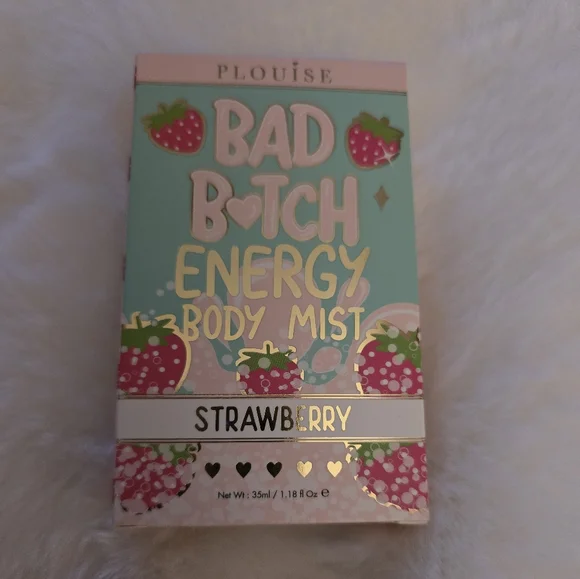 PLOUISE
BAD
B♥TCH
ENERGY
BODY MIST
STRAWBERRY
Net Wt : 35ml / 1.18 fl Oz ℮